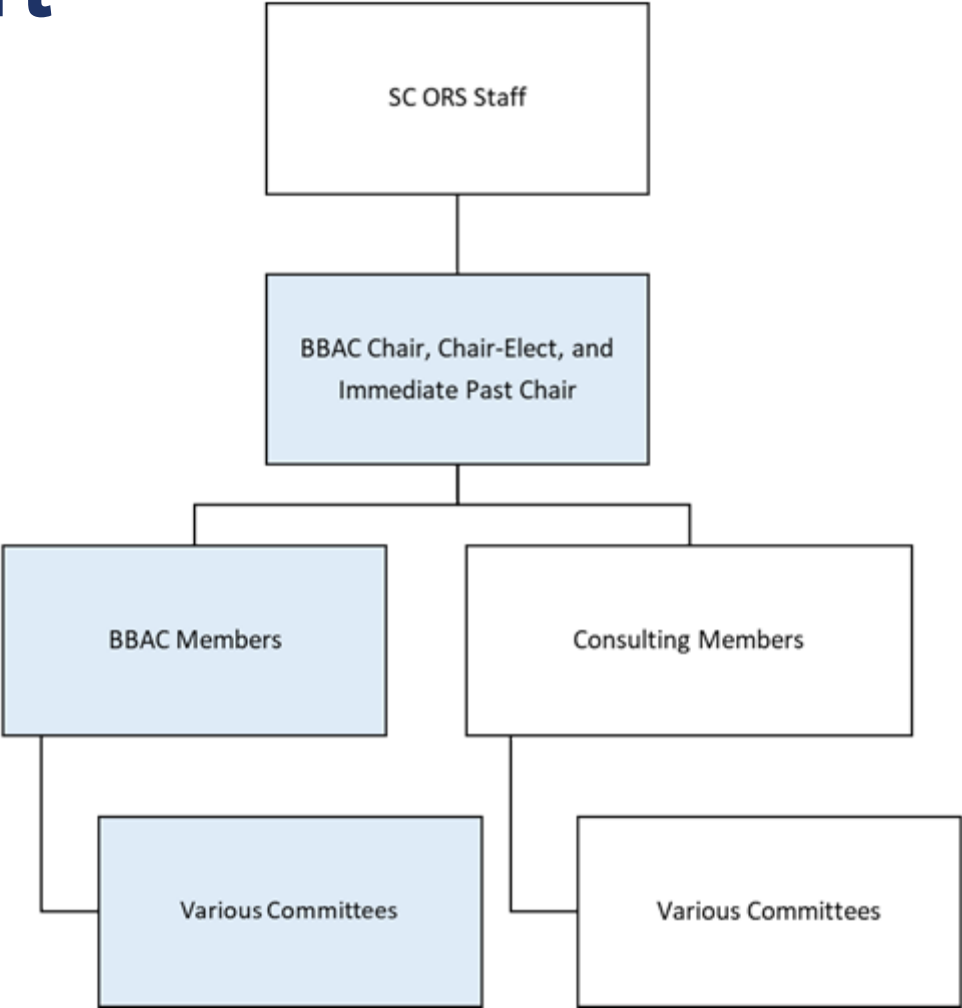 SC ORS Staff
BBAC Chair, Chair-Elect, and
Immediate Past Chair
BBAC Members
Consulting Members
Various Committees
Various Committees